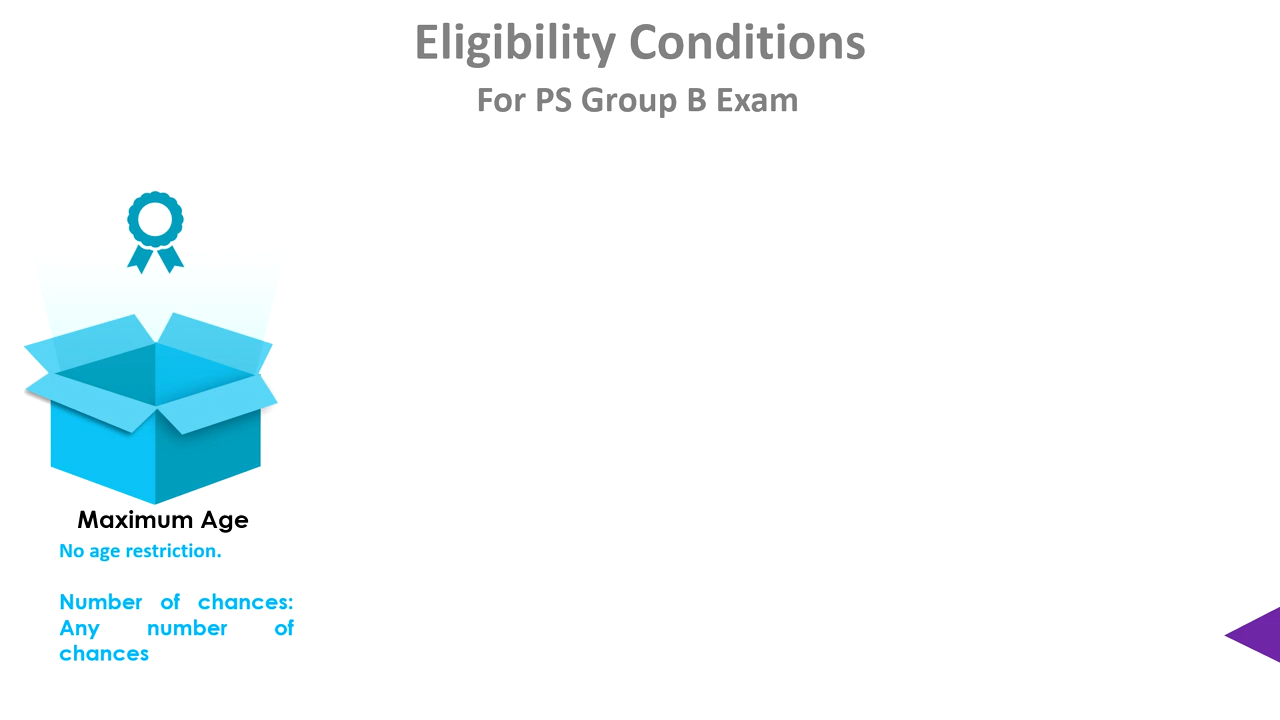 Eligibility Conditions
For PS Group B Exam
Maximum Age
No age restriction.
Number of chances:
Any number of
chances